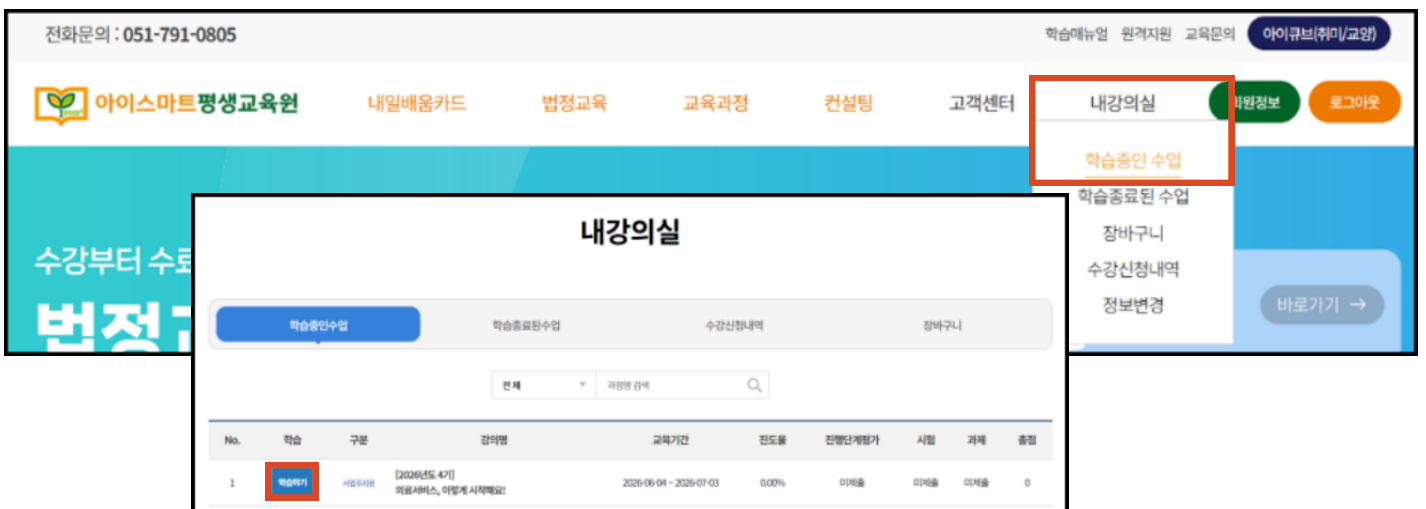 전화문의 : 051-791-0805
학습매뉴얼 원격지원 교육문의 아이큐브(취미/교양)
아이스마트평생교육원 내일배움카드 법정교육 교육과정 컨설팅 고객센터 내강의실 회원정보 로그아웃
학습중인 수업
학습종료된 수업
장바구니
수강신청내역
정보변경
수강부터 수료
법정
바로가기 →
내강의실
학습중인수업 학습종료된수업 수강신청내역 장바구니
전체 과정명 검색
No. 학습 구분 강의명 교육기간 진도율 진행단계평가 시험 과제 총점
1 학습하기 사업주지원 [2026년도 4기]
의료서비스, 이렇게 시작해요! 2026-06-04 ~ 2026-07-03 0.00% 미제출 미제출 미제출 0